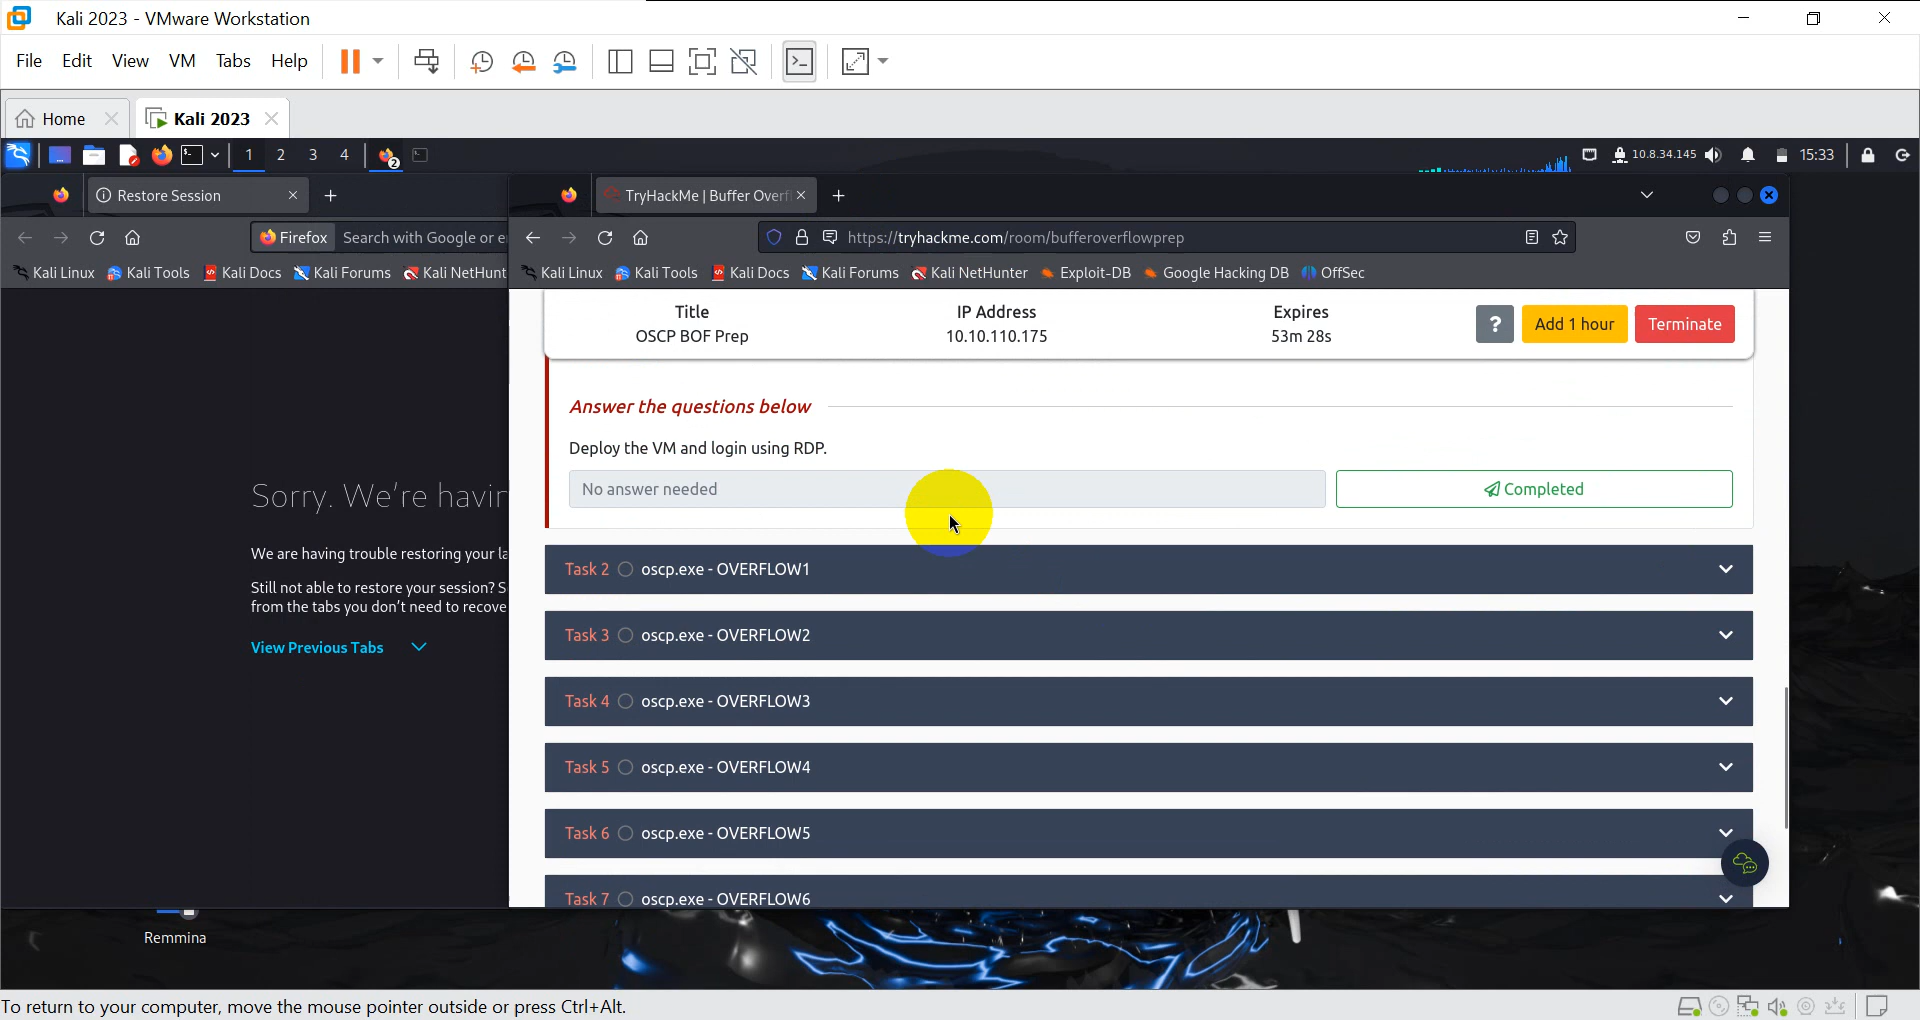 Kali 2023 - VMware Workstation
File Edit View VM Tabs Help
Home Kali 2023
1 2 3 4 2 10.8.34.145 15:33
Restore Session
TryHackMe | Buffer Overf
Firefox Search with Google or e
https://tryhackme.com/room/bufferoverflowprep
Kali Linux Kali Tools Kali Docs Kali Forums Kali NetHunt
Kali Linux Kali Tools Kali Docs Kali Forums Kali NetHunter Exploit-DB Google Hacking DB OffSec
Title IP Address Expires
OSCP BOF Prep 10.10.110.175 53m 28s
? Add 1 hour Terminate
Answer the questions below
Deploy the VM and login using RDP.
No answer needed Completed
Sorry. We're havin
We are having trouble restoring your la
Still not able to restore your session? S
from the tabs you don't need to recove
View Previous Tabs
Task 2 oscp.exe - OVERFLOW1
Task 3 oscp.exe - OVERFLOW2
Task 4 oscp.exe - OVERFLOW3
Task 5 oscp.exe - OVERFLOW4
Task 6 oscp.exe - OVERFLOW5
Task 7 oscp.exe - OVERFLOW6
Remmina
To return to your computer, move the mouse pointer outside or press Ctrl+Alt.